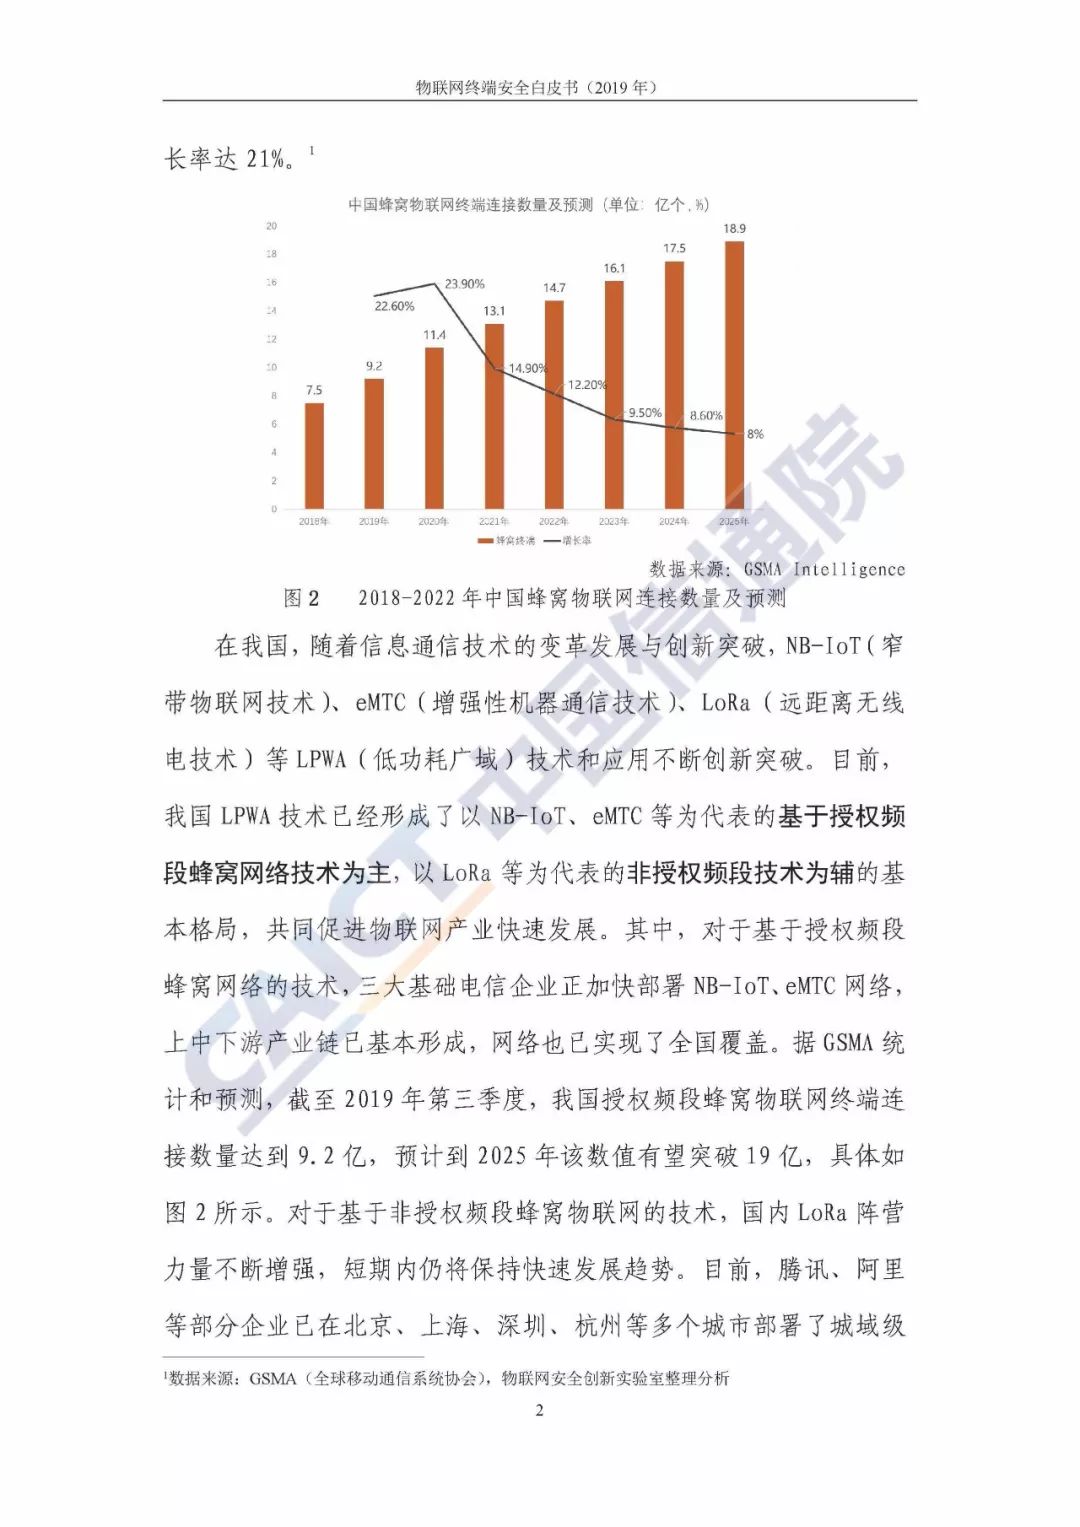 物联网终端安全白皮书（2019 年）
长率达 21%。1
中国蜂窝物联网终端连接数量及预测（单位：亿个，%）
20
18
16
14
12
10
8
6
4
2
0
7.5
9.2
11.4
13.1
14.7
16.1
17.5
18.9
22.60%
23.90%
14.90%
12.20%
9.50%
8.60%
8%
2018年
2019年
2020年
2021年
2022年
2023年
2024年
2025年
蜂窝终端 增长率
数据来源：GSMA Intelligence
图 2 2018-2022 年中国蜂窝物联网连接数量及预测
在我国，随着信息通信技术的变革发展与创新突破，NB-IoT（窄
带物联网技术）、eMTC（增强性机器通信技术）、LoRa（远距离无线
电技术）等 LPWA（低功耗广域）技术和应用不断创新突破。目前，
我国 LPWA 技术已经形成了以 NB-IoT、eMTC 等为代表的基于授权频
段蜂窝网络技术为主，以 LoRa 等为代表的非授权频段技术为辅的基
本格局，共同促进物联网产业快速发展。其中，对于基于授权频段
蜂窝网络的技术，三大基础电信企业正加快部署 NB-IoT、eMTC 网络，
上中下游产业链已基本形成，网络也已实现了全国覆盖。据 GSMA 统
计和预测，截至 2019 年第三季度，我国授权频段蜂窝物联网终端连
接数量达到 9.2 亿，预计到 2025 年该数值有望突破 19 亿，具体如
图 2 所示。对于基于非授权频段蜂窝物联网的技术，国内 LoRa 阵营
力量不断增强，短期内仍将保持快速发展趋势。目前，腾讯、阿里
等部分企业已在北京、上海、深圳、杭州等多个城市部署了城域级
1数据来源：GSMA（全球移动通信系统协会），物联网安全创新实验室整理分析
2
CAICT 中国信通院